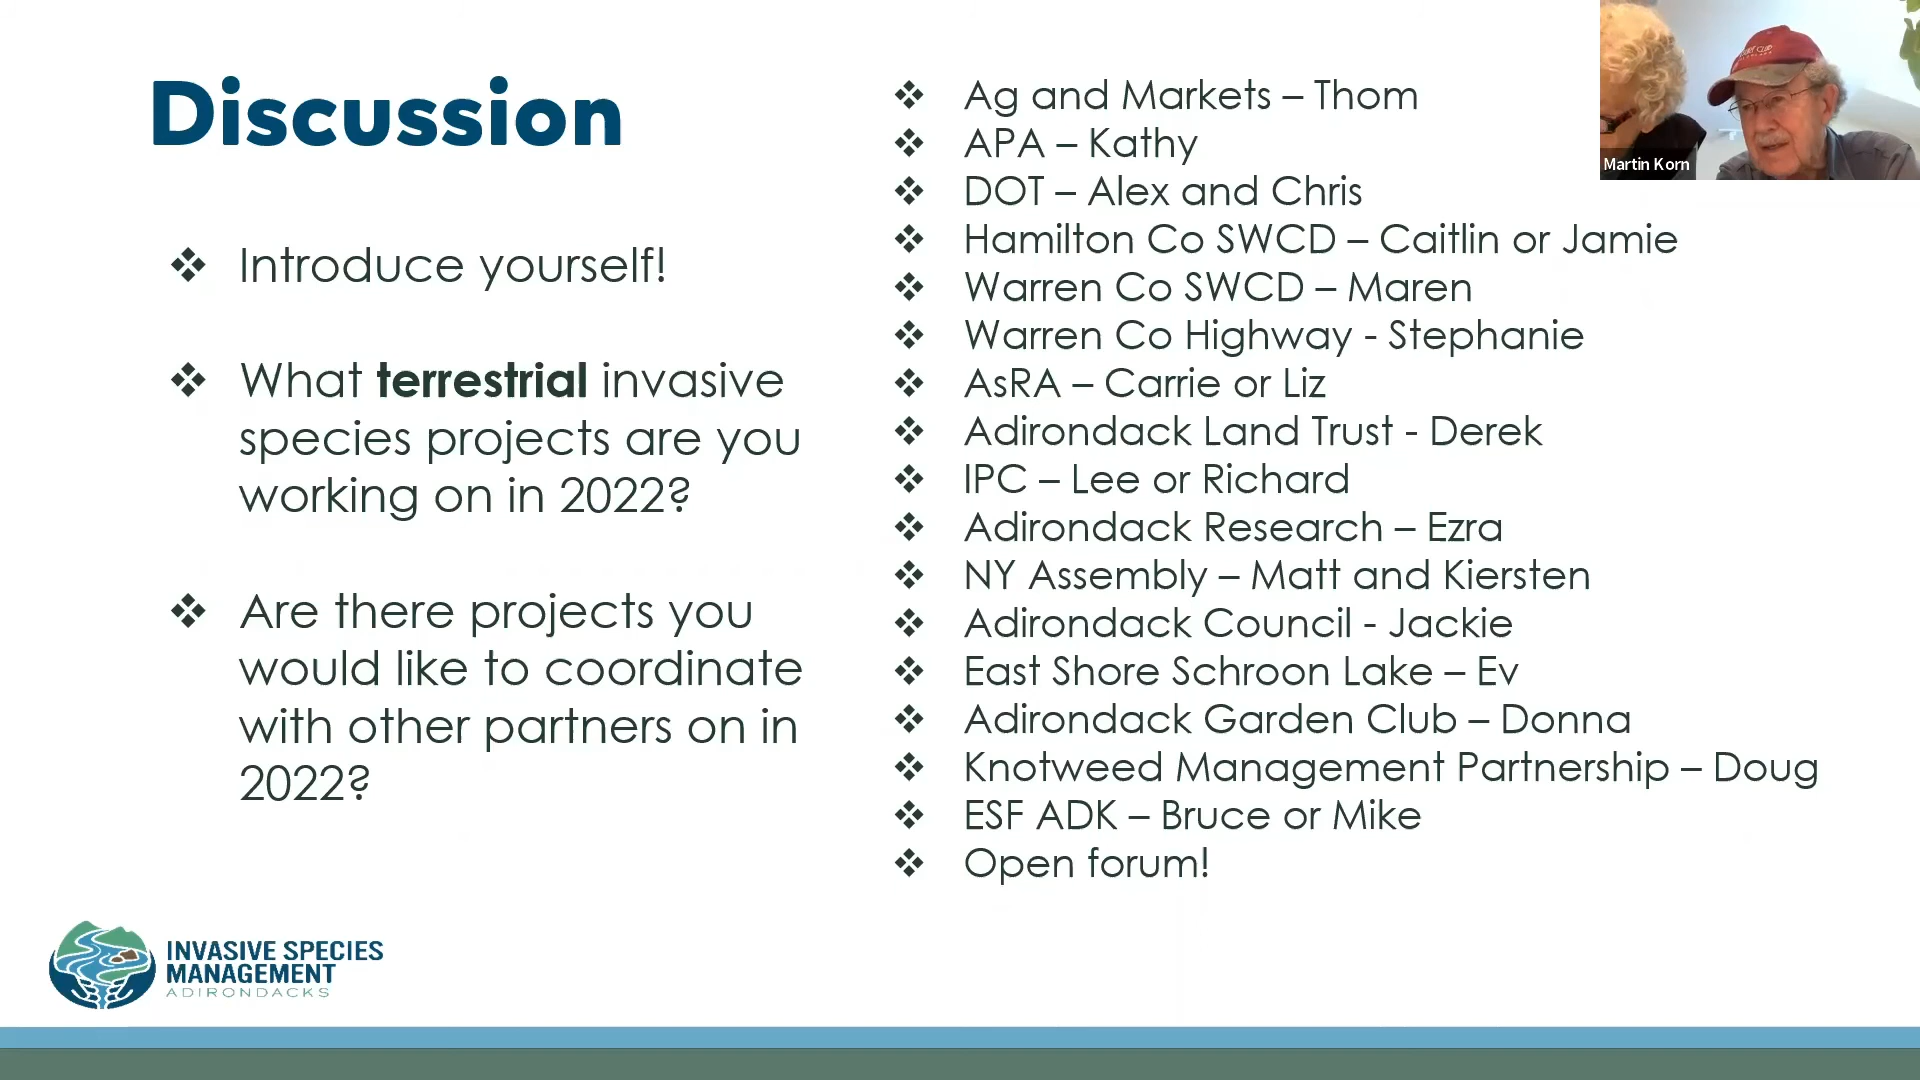 Discussion
Introduce yourself!
What terrestrial invasive
species projects are you
working on in 2022?
Are there projects you
would like to coordinate
with other partners on in
2022?
Ag and Markets – Thom
APA – Kathy
DOT – Alex and Chris
Hamilton Co SWCD – Caitlin or Jamie
Warren Co SWCD – Maren
Warren Co Highway - Stephanie
AsRA – Carrie or Liz
Adirondack Land Trust - Derek
IPC – Lee or Richard
Adirondack Research – Ezra
NY Assembly – Matt and Kiersten
Adirondack Council - Jackie
East Shore Schroon Lake – Ev
Adirondack Garden Club – Donna
Knotweed Management Partnership – Doug
ESF ADK – Bruce or Mike
Open forum!
Martin Korn
INVASIVE SPECIES
MANAGEMENT
ADIRONDACKS